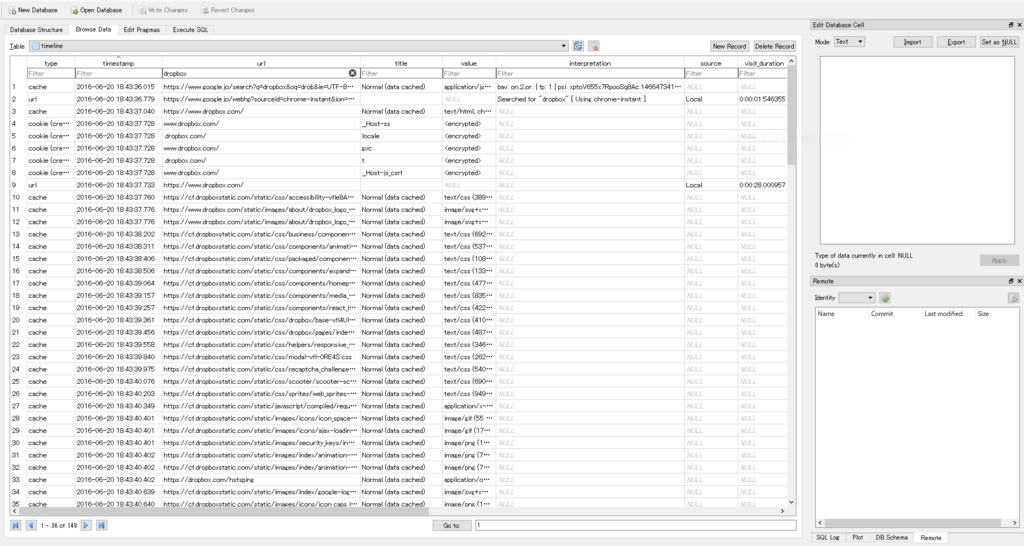 New Database Open Database Write Changes Revert Changes
Database Structure Browse Data Edit Pragmas Execute SQL
Table: timeline New Record Delete Record
type timestamp url title value interpretation source visit_duration
Filter Filter dropbox Filter Filter Filter Filter Filter
1 cache 2016-06-20 18:43:36.015 https://www.google.jo/search?q=dropbox&oq=drob&ie=UTF-8… Normal (data cached) application/js… bav: on:2,or. | fp: 1 | psi: xptoV655x7RpooSq8Ac.146647341… NULL NULL
2 url 2016-06-20 18:43:36.779 https://www.google.jo/webhp?sourceid=chrome-instant&ion=… NULL Searched for "dropbox" [ Using chrome-instant ] Local 0:00:01.546355
3 cache 2016-06-20 18:43:37.040 https://www.dropbox.com/ Normal (data cached) text/html; ch… NULL NULL NULL
4 cookie (cre… 2016-06-20 18:43:37.728 www.dropbox.com/ _Host-ss <encrypted> NULL NULL NULL
5 cookie (cre… 2016-06-20 18:43:37.728 .dropbox.com/ locale <encrypted> NULL NULL NULL
6 cookie (cre… 2016-06-20 18:43:37.728 www.dropbox.com/ gvc <encrypted> NULL NULL NULL
7 cookie (cre… 2016-06-20 18:43:37.728 .dropbox.com/ t <encrypted> NULL NULL NULL
8 cookie (cre… 2016-06-20 18:43:37.728 www.dropbox.com/ _Host-js_csrf <encrypted> NULL NULL NULL
9 url 2016-06-20 18:43:37.733 https://www.dropbox.com/ NULL NULL Local 0:00:28.000957
10 cache 2016-06-20 18:43:37.760 https://cf.dropboxstatic.com/static/css/accessibility-vfle8A… Normal (data cached) text/css (389… NULL NULL NULL
11 cache 2016-06-20 18:43:37.776 https://www.dropbox.com/static/images/about/dropbox_logo_… Normal (data cached) image/svg+x… NULL NULL NULL
12 cache 2016-06-20 18:43:37.776 https://www.dropbox.com/static/images/about/dropbox_logo_… Normal (data cached) image/svg+x… NULL NULL NULL
13 cache 2016-06-20 18:43:38.202 https://cf.dropboxstatic.com/static/css/business/componen… Normal (data cached) text/css (692… NULL NULL NULL
14 cache 2016-06-20 18:43:38.311 https://cf.dropboxstatic.com/static/css/components/animati… Normal (data cached) text/css (537… NULL NULL NULL
15 cache 2016-06-20 18:43:38.406 https://cf.dropboxstatic.com/static/css/packaged/componen… Normal (data cached) text/css (108… NULL NULL NULL
16 cache 2016-06-20 18:43:38.506 https://cf.dropboxstatic.com/static/css/components/expand… Normal (data cached) text/css (133… NULL NULL NULL
17 cache 2016-06-20 18:43:39.064 https://cf.dropboxstatic.com/static/css/components/homep… Normal (data cached) text/css (477… NULL NULL NULL
18 cache 2016-06-20 18:43:39.157 https://cf.dropboxstatic.com/static/css/components/media_… Normal (data cached) text/css (835… NULL NULL NULL
19 cache 2016-06-20 18:43:39.257 https://cf.dropboxstatic.com/static/css/components/react_l… Normal (data cached) text/css (422… NULL NULL NULL
20 cache 2016-06-20 18:43:39.361 https://cf.dropboxstatic.com/static/css/dropbox/base-vfl4UI… Normal (data cached) text/css (410… NULL NULL NULL
21 cache 2016-06-20 18:43:39.456 https://cf.dropboxstatic.com/static/css/dropbox/pages/inde… Normal (data cached) text/css (487… NULL NULL NULL
22 cache 2016-06-20 18:43:39.558 https://cf.dropboxstatic.com/static/css/helpers/responsive_… Normal (data cached) text/css (346… NULL NULL NULL
23 cache 2016-06-20 18:43:39.840 https://cf.dropboxstatic.com/static/css/modal-vfl-0RE4S.css Normal (data cached) text/css (262… NULL NULL NULL
24 cache 2016-06-20 18:43:39.975 https://cf.dropboxstatic.com/static/css/recaptcha_challenge… Normal (data cached) text/css (540… NULL NULL NULL
25 cache 2016-06-20 18:43:40.076 https://cf.dropboxstatic.com/static/css/scooter/scooter-sc… Normal (data cached) text/css (690… NULL NULL NULL
26 cache 2016-06-20 18:43:40.203 https://cf.dropboxstatic.com/static/css/sprites/web_sprites-… Normal (data cached) text/css (949… NULL NULL NULL
27 cache 2016-06-20 18:43:40.349 https://cf.dropboxstatic.com/static/javascript/compiled/requ… Normal (data cached) application/x-… NULL NULL NULL
28 cache 2016-06-20 18:43:40.401 https://cf.dropboxstatic.com/static/images/icons/icon_space… Normal (data cached) image/gif (55 … NULL NULL NULL
29 cache 2016-06-20 18:43:40.401 https://cf.dropboxstatic.com/static/images/icons/ajax-loadin… Normal (data cached) image/gif (17… NULL NULL NULL
30 cache 2016-06-20 18:43:40.401 https://cf.dropboxstatic.com/static/images/security_keys/in… Normal (data cached) image/png (1… NULL NULL NULL
31 cache 2016-06-20 18:43:40.402 https://cf.dropboxstatic.com/static/images/index/animation-… Normal (data cached) image/png (7… NULL NULL NULL
32 cache 2016-06-20 18:43:40.402 https://cf.dropboxstatic.com/static/images/index/animation-… Normal (data cached) image/png (7… NULL NULL NULL
33 cache 2016-06-20 18:43:40.402 https://dropbox.com/hstsping Normal (data cached) application/o… NULL NULL NULL
34 cache 2016-06-20 18:43:40.639 https://cf.dropboxstatic.com/static/images/index/google-log… Normal (data cached) image/svg+x… NULL NULL NULL
35 cache 2016-06-20 18:43:40.640 https://cf.dropboxstatic.com/static/images/icons/icon caps l… Normal (data cached) image/png (1… NULL NULL NULL
1 - 36 of 149 Go to: 1
Edit Database Cell
Mode: Text Import Export Set as NULL
Type of data currently in cell: NULL
0 byte(s)
Apply
Remote
Identity
Name Commit Last modified Size
SQL Log Plot DB Schema Remote